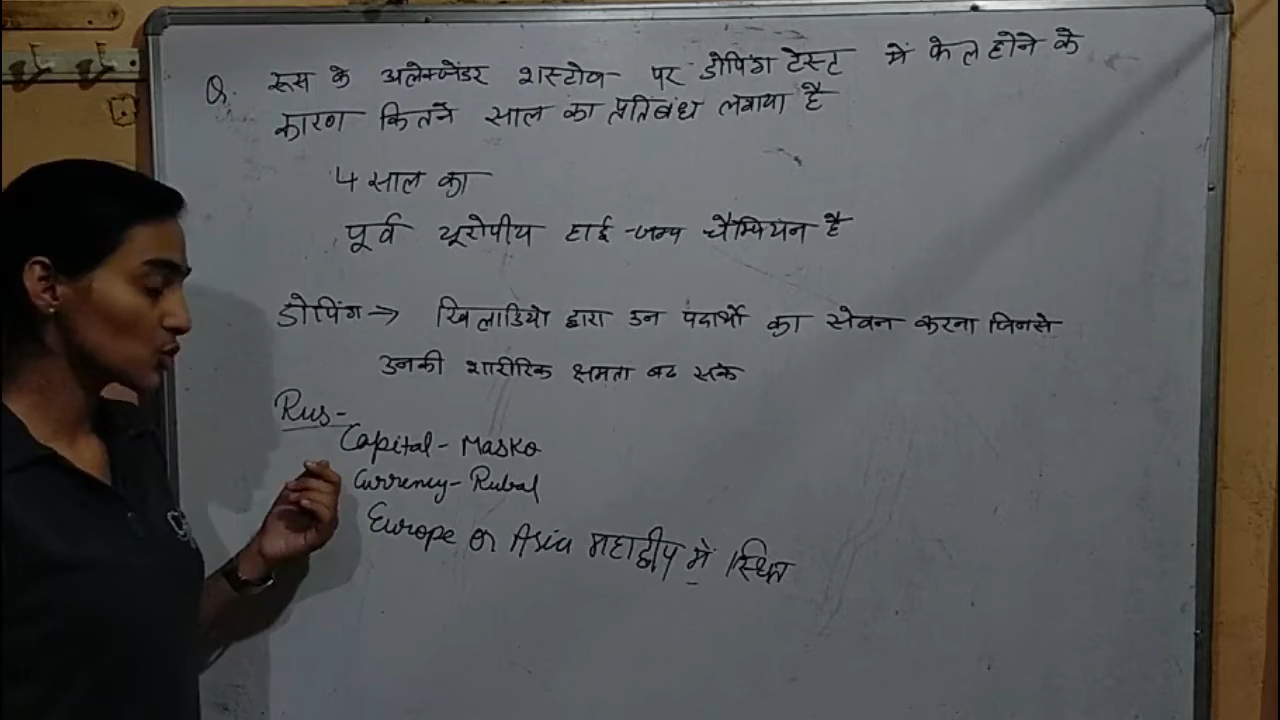 Q. रूस के अलेक्जेंडर शस्टोव पर डोपिंग टेस्ट में फेल होने के
कारण कितने साल का प्रतिबंध लगाया है
4 साल का
पूर्व यूरोपीय हाई-जम्प चैम्पियन है
डोपिंग → खिलाडियो द्वारा उन पदार्थो का सेवन करना जिनसे
उनकी शारीरिक क्षमता बढ सके
Rus-
Capital - Masko
Currency - Rubal
Europe or Asia महाद्वीप में स्थित